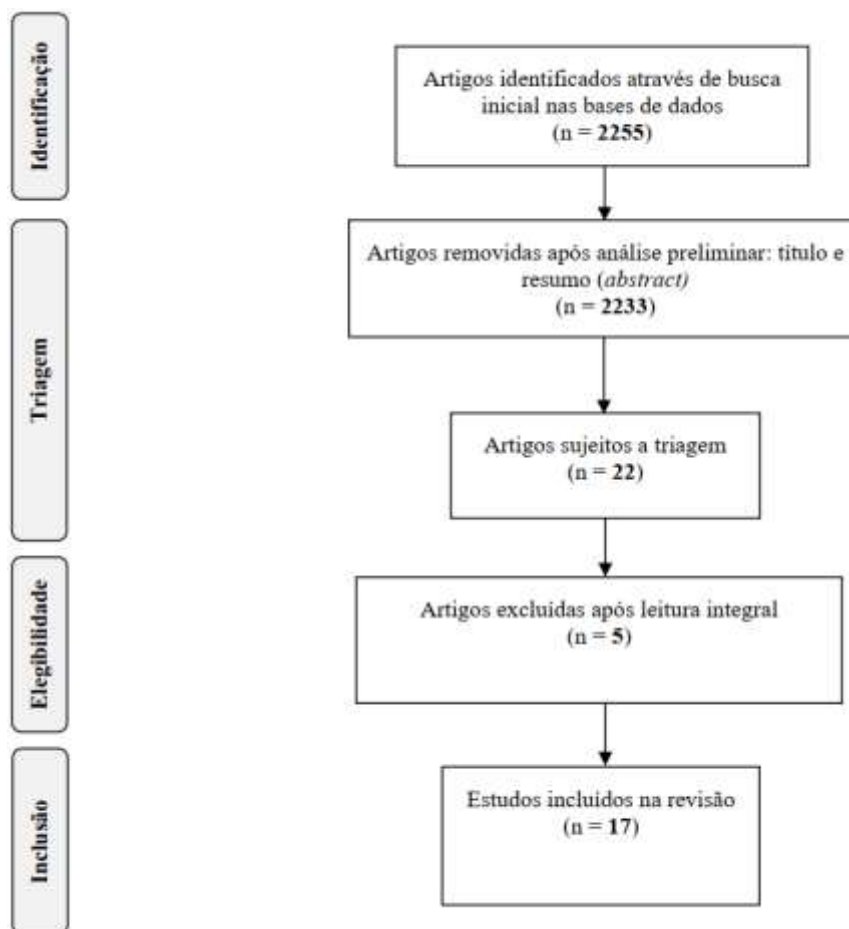 Identificação
Artigos identificados através de busca
inicial nas bases de dados
(n = 2255)
Triagem
Artigos removidas após análise preliminar: título e
resumo (abstract)
(n = 2233)
Artigos sujeitos a triagem
(n = 22)
Elegibilidade
Artigos excluídas após leitura integral
(n = 5)
Inclusão
Estudos incluídos na revisão
(n = 17)